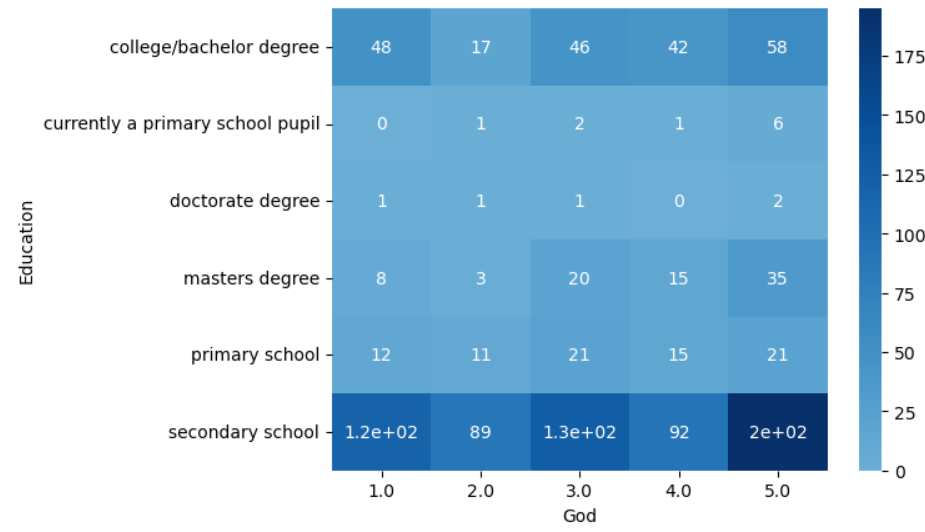 college/bachelor degree 48 17 46 42 58
currently a primary school pupil 0 1 2 1 6
doctorate degree 1 1 1 0 2
masters degree 8 3 20 15 35
primary school 12 11 21 15 21
secondary school 1.2e+02 89 1.3e+02 92 2e+02
1.0 2.0 3.0 4.0 5.0
God
Education
175
150
125
100
75
50
25
0